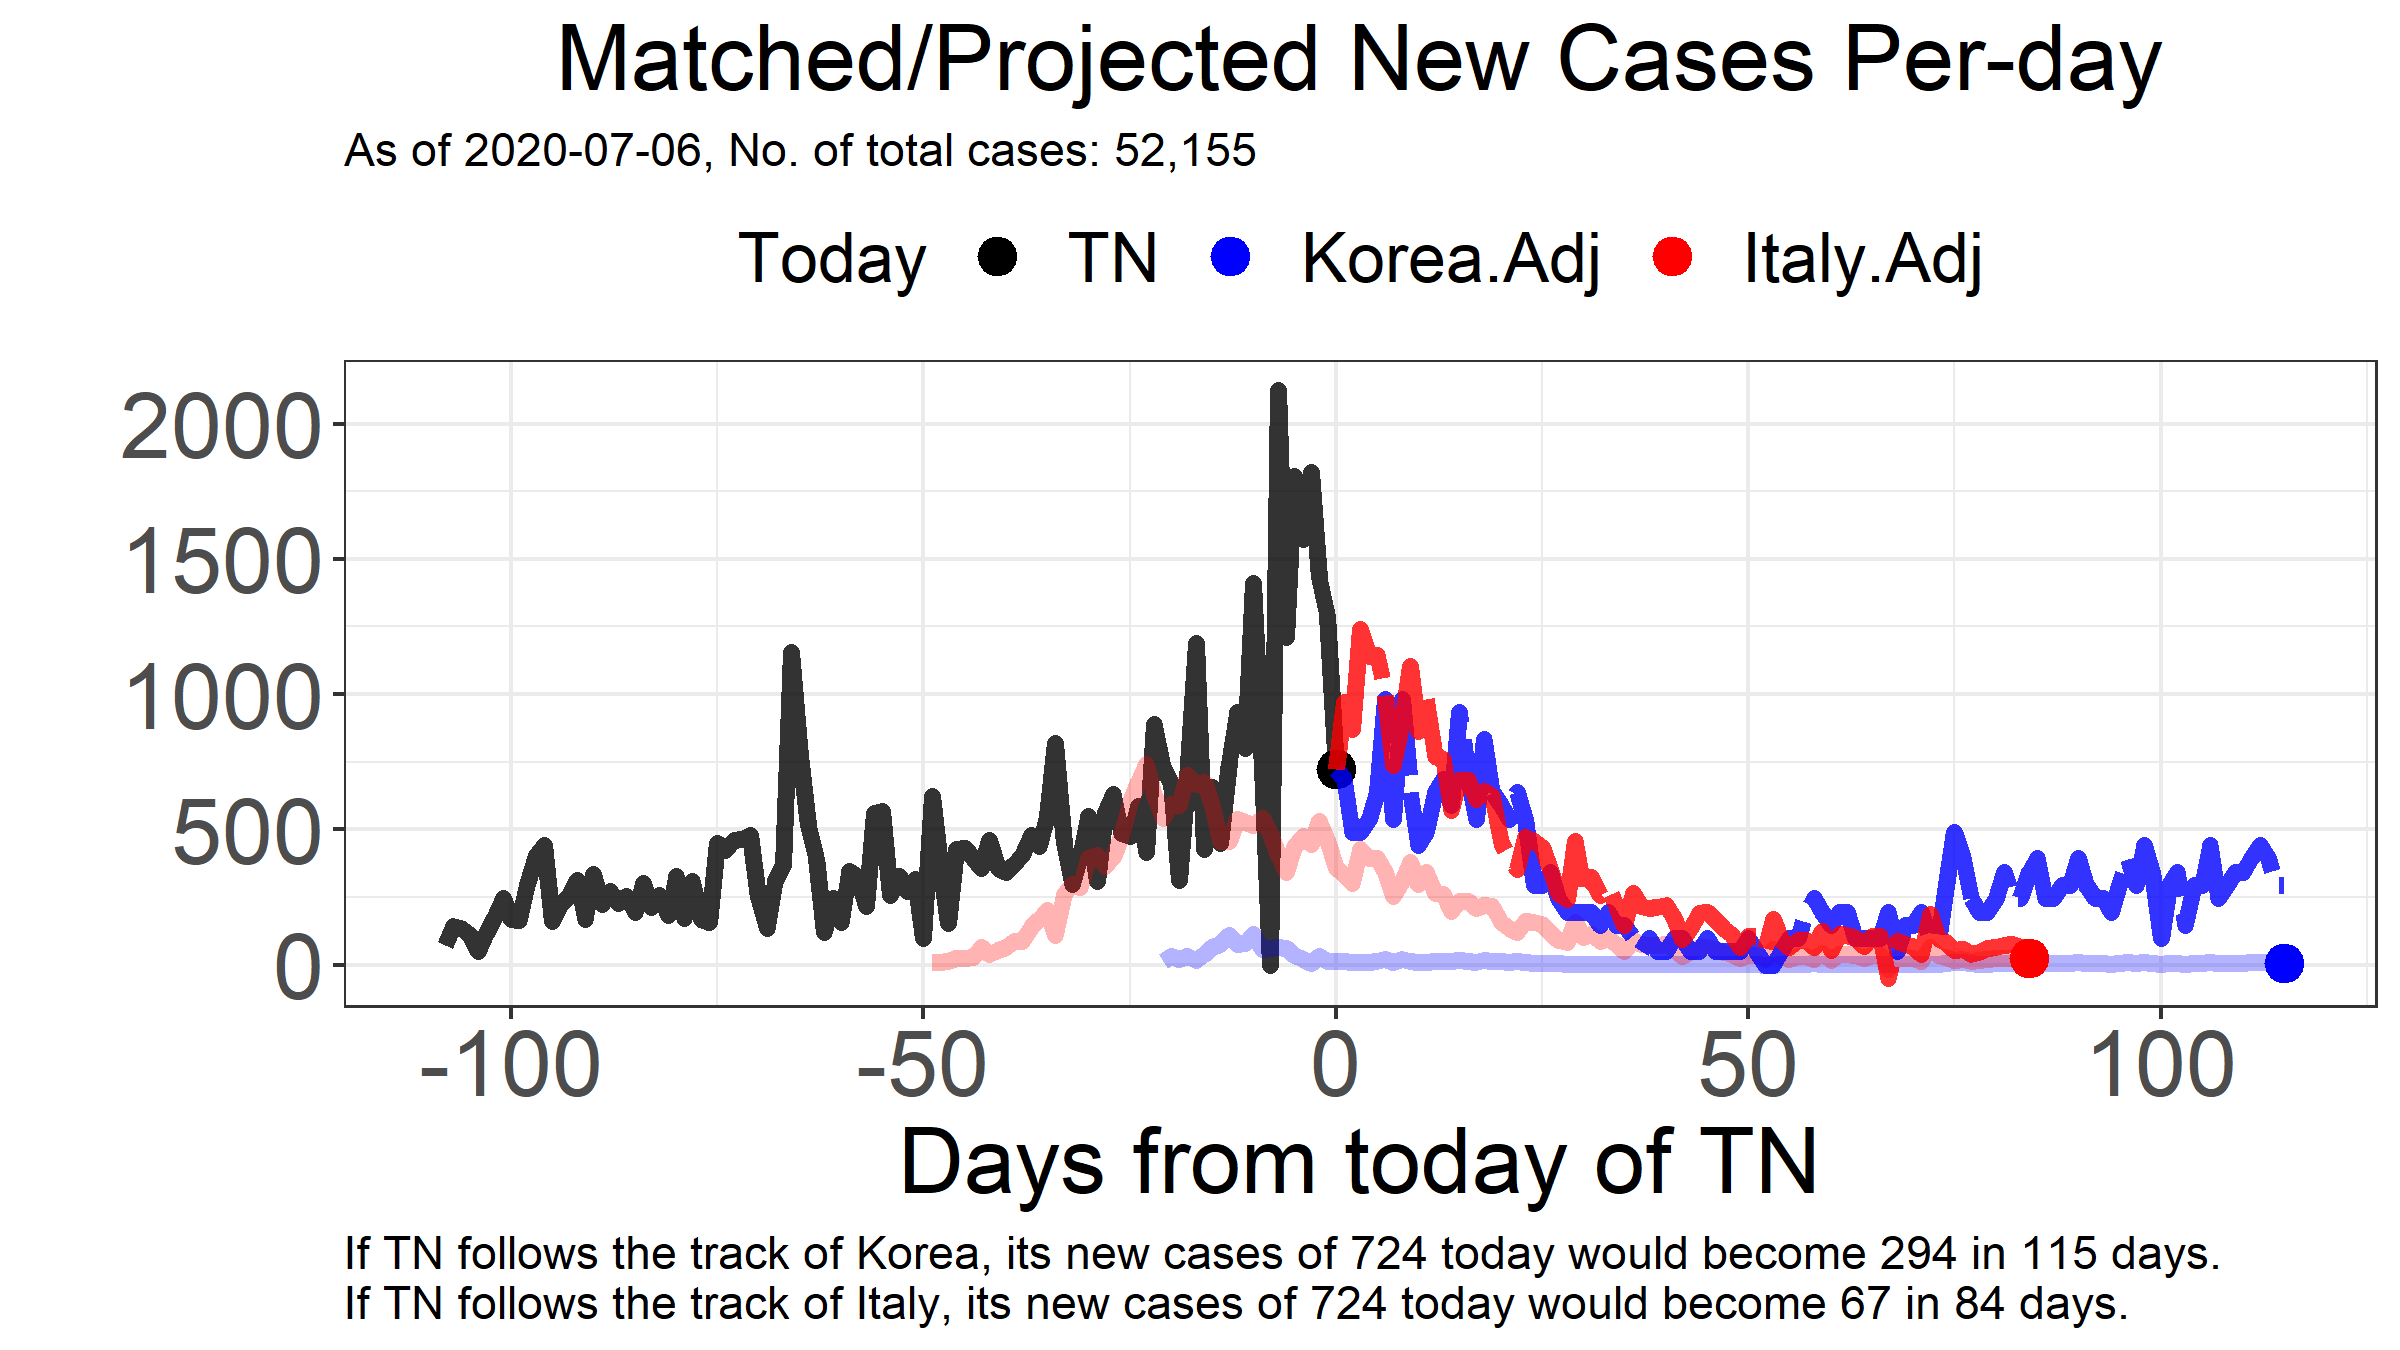 Matched/Projected New Cases Per-day
As of 2020-07-06, No. of total cases: 52,155
Today TN Korea.Adj Italy.Adj
2000
1500
1000
500
0
-100 -50 0 50 100
Days from today of TN
If TN follows the track of Korea, its new cases of 724 today would become 294 in 115 days.
If TN follows the track of Italy, its new cases of 724 today would become 67 in 84 days.